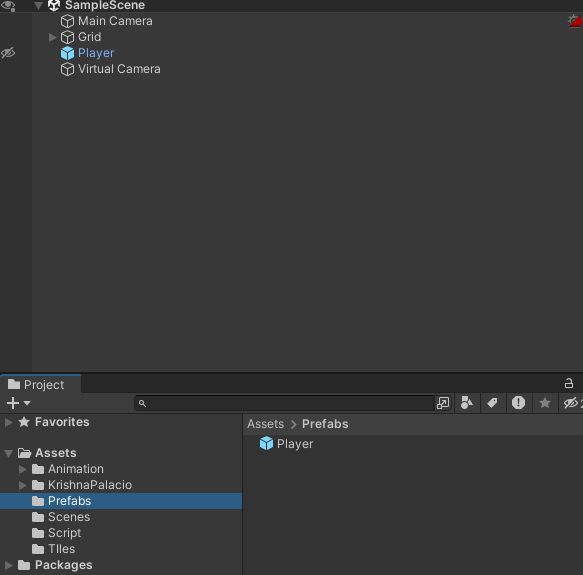 SampleScene
Main Camera
Grid
Player
Virtual Camera
Project
Favorites
Assets > Prefabs
Player
Assets
Animation
KrishnaPalacio
Prefabs
Scenes
Script
TIles
Packages